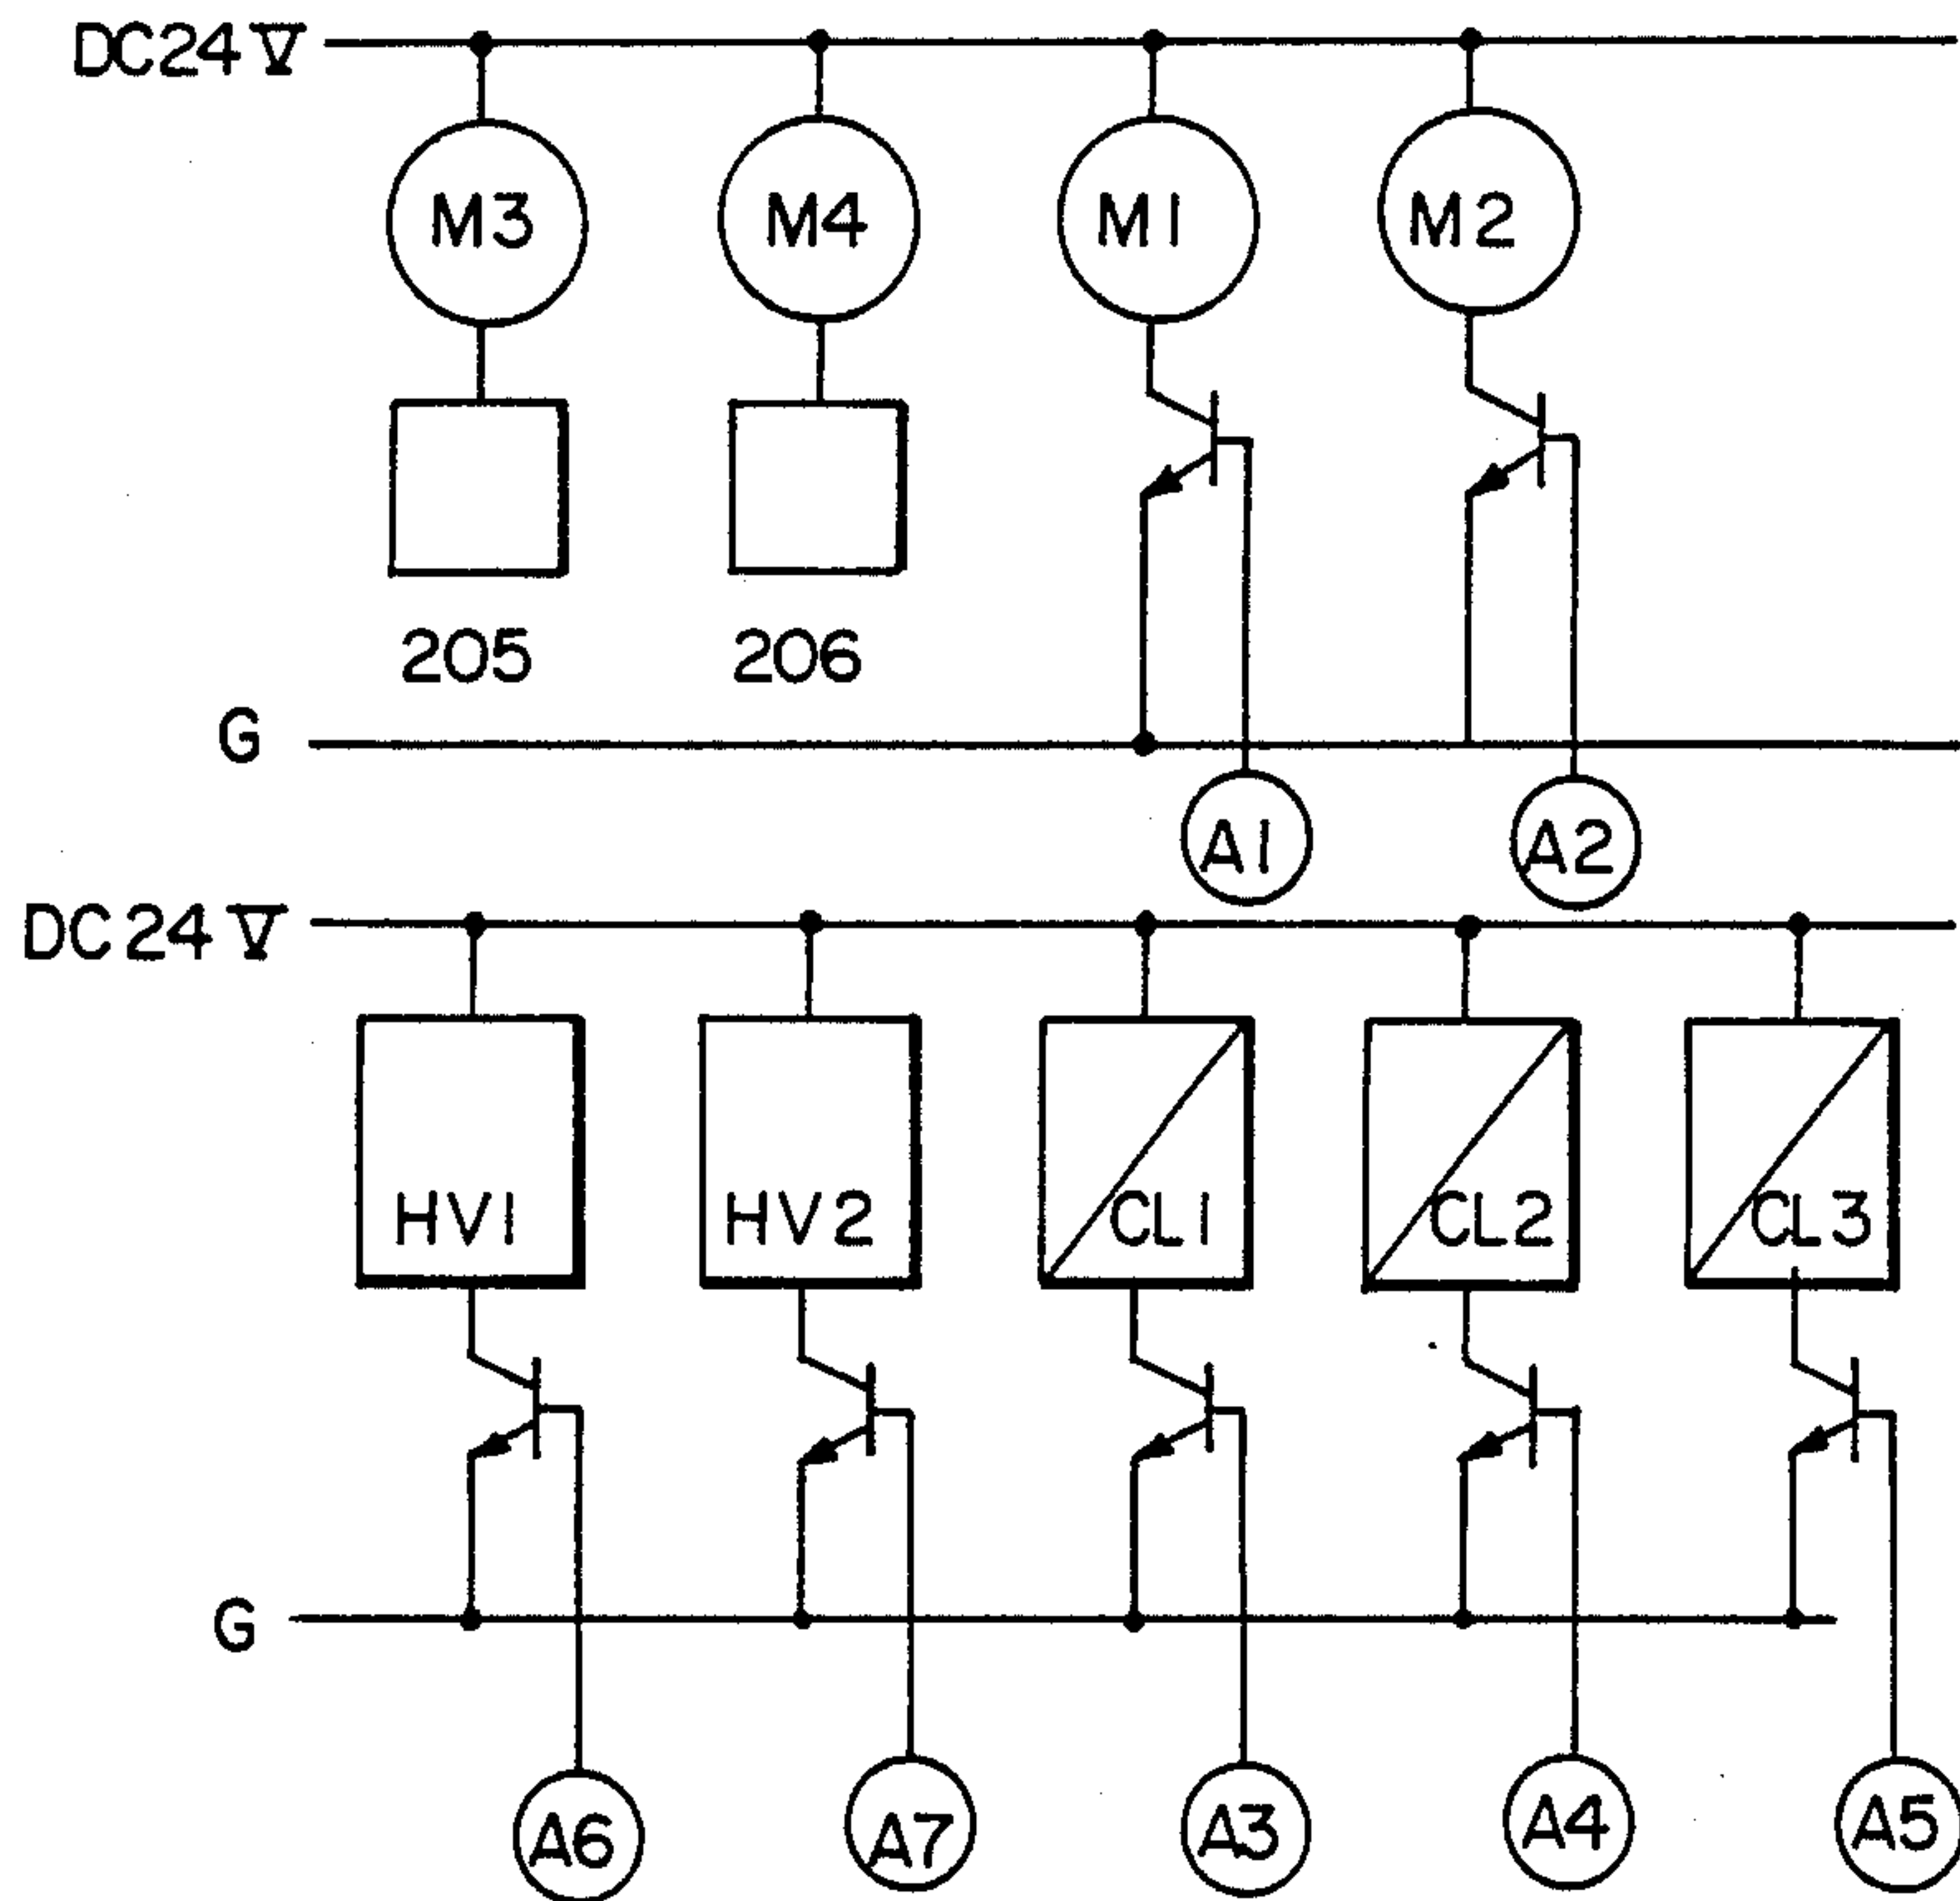 DC24V
M3 M4 M1 M2
205 206
G
A1 A2
DC24V
HV1 HV2 CL1 CL2 CL3
G
A6 A7 A3 A4 A5